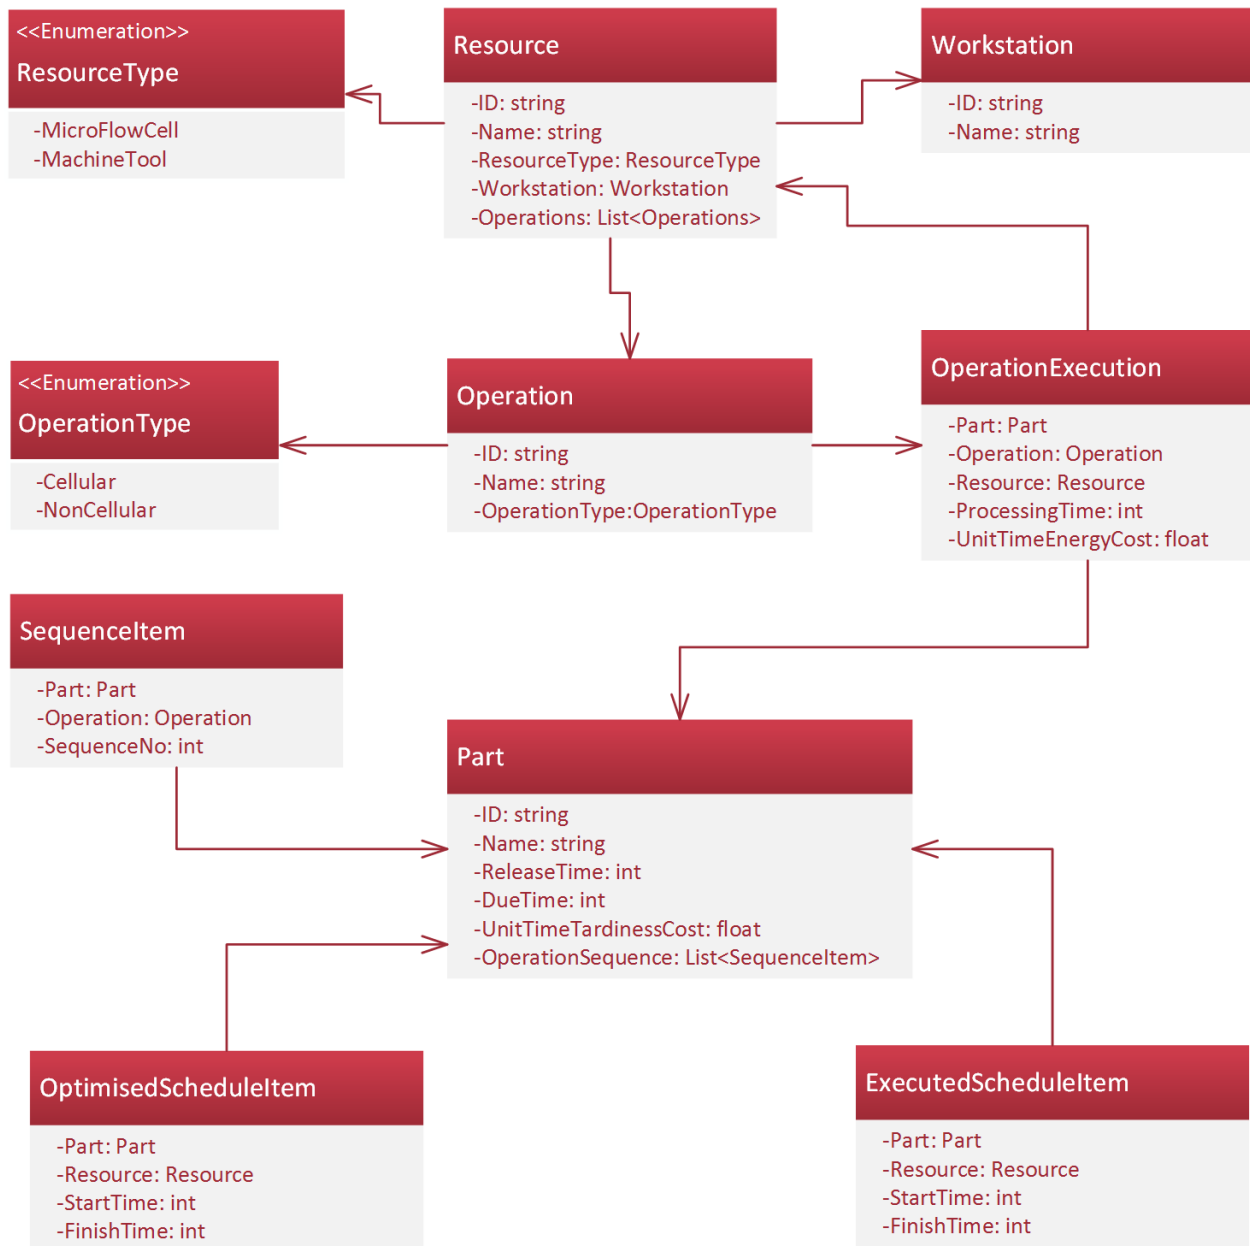 <<Enumeration>>
ResourceType
-MicroFlowCell
-MachineTool
Resource
-ID: string
-Name: string
-ResourceType: ResourceType
-Workstation: Workstation
-Operations: List<Operations>
Workstation
-ID: string
-Name: string
<<Enumeration>>
OperationType
-Cellular
-NonCellular
Operation
-ID: string
-Name: string
-OperationType:OperationType
OperationExecution
-Part: Part
-Operation: Operation
-Resource: Resource
-ProcessingTime: int
-UnitTimeEnergyCost: float
SequenceItem
-Part: Part
-Operation: Operation
-SequenceNo: int
Part
-ID: string
-Name: string
-ReleaseTime: int
-DueTime: int
-UnitTimeTardinessCost: float
-OperationSequence: List<SequenceItem>
OptimisedScheduleItem
-Part: Part
-Resource: Resource
-StartTime: int
-FinishTime: int
ExecutedScheduleItem
-Part: Part
-Resource: Resource
-StartTime: int
-FinishTime: int